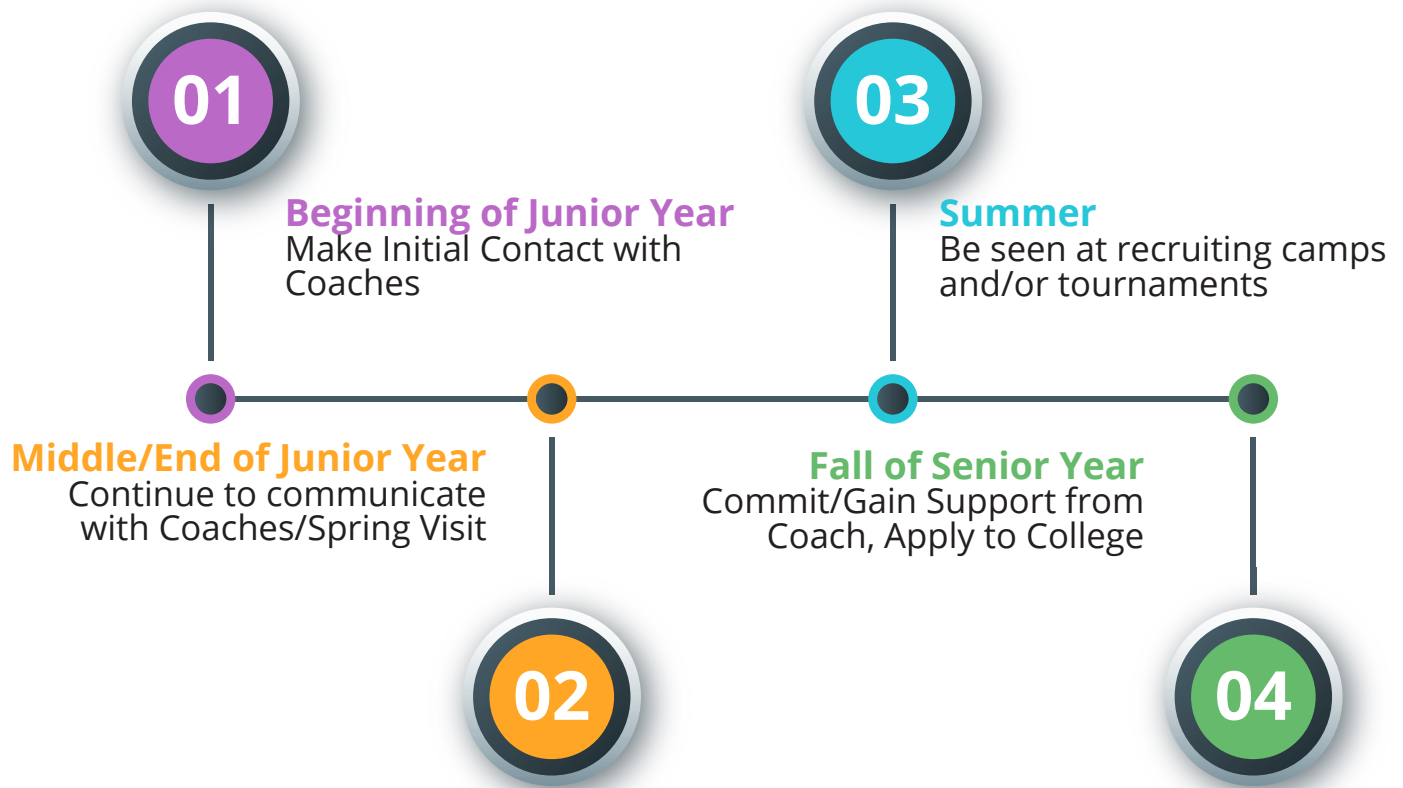 01
Beginning of Junior Year
Make Initial Contact with
Coaches
02
Middle/End of Junior Year
Continue to communicate
with Coaches/Spring Visit
03
Summer
Be seen at recruiting camps
and/or tournaments
04
Fall of Senior Year
Commit/Gain Support from
Coach, Apply to College